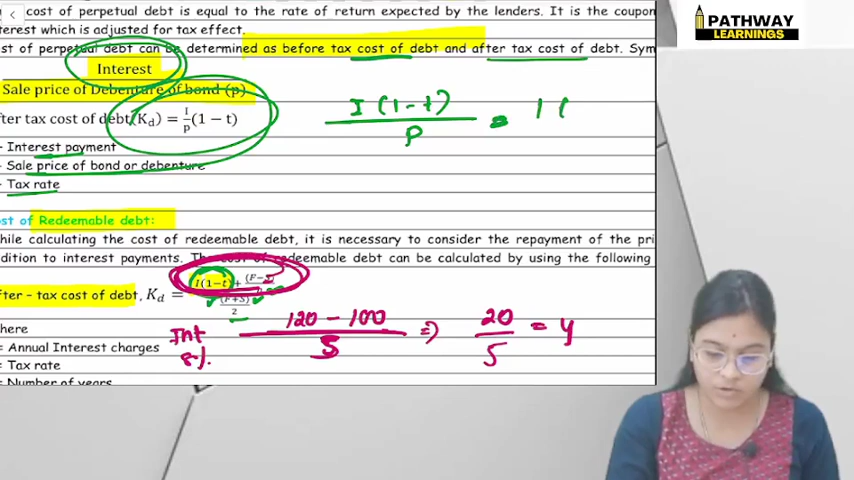 cost of perpetual debt is equal to the rate of return expected by the lenders. It is the coupon
terest which is adjusted for tax effect.
ost of perpetual debt can be determined as before tax cost of debt and after tax cost of debt. Sym
Interest
Sale price of Debenture of bond (p)
fter tax cost of debt (Kd) = I/p (1 − t)
I (1-t) / P = I (
- Interest payment
- Sale price of bond or debenture
- Tax rate
ost of Redeemable debt:
hile calculating the cost of redeemable debt, it is necessary to consider the repayment of the pri
ddition to interest payments. The cost of redeemable debt can be calculated by using the following
fter – tax cost of debt, Kd = I(1−t)+ (F− / (F+S) / 2
Int 120 - 100 / 5 => 20 / 5 = 4
here
= Annual Interest charges
= Tax rate
= Number of years
PATHWAY
LEARNINGS